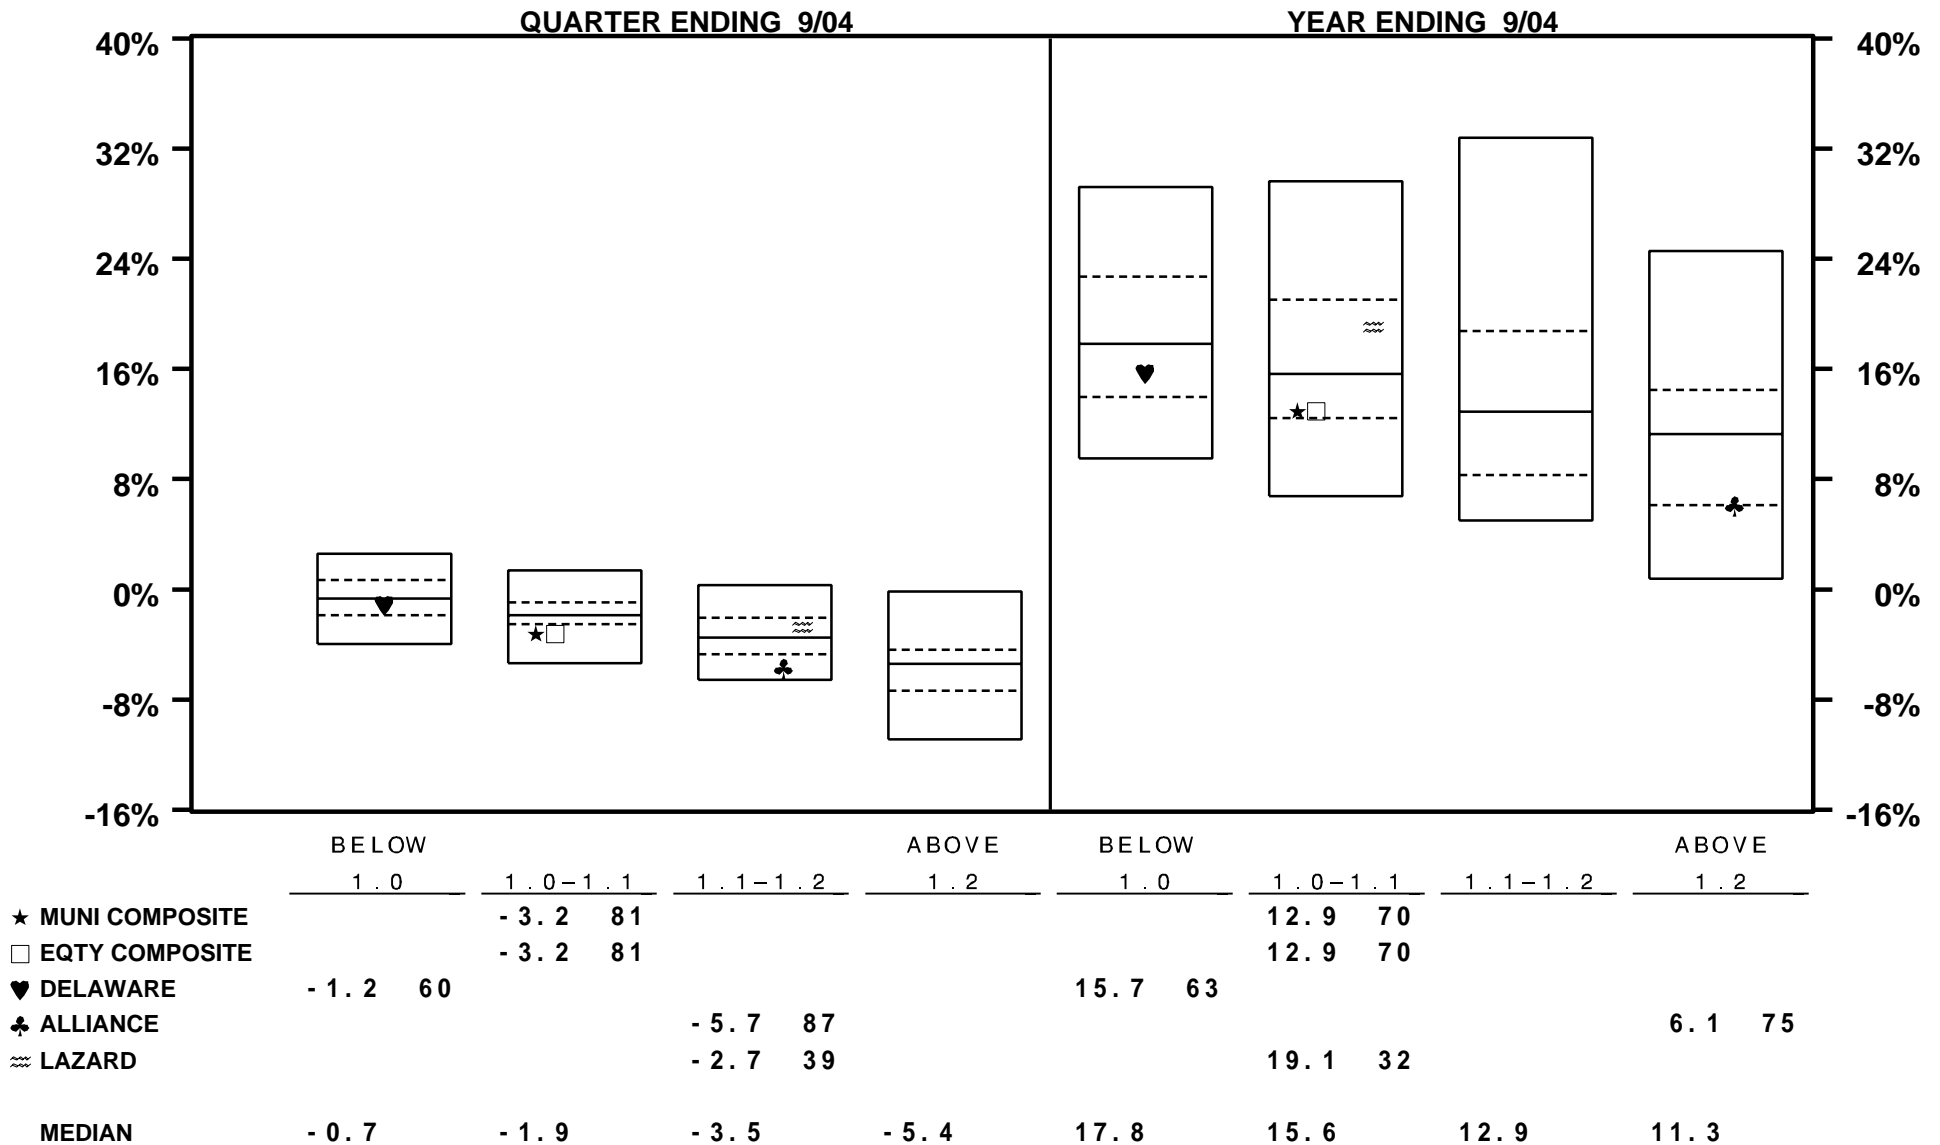 QUARTER ENDING 9/04 YEAR ENDING 9/04
40% 40%
32% 32%
24% 24%
16% 16%
8% 8%
0% 0%
-8% -8%
-16% -16%
BELOW ABOVE BELOW ABOVE
1.0 1.0-1.1 1.1-1.2 1.2 1.0 1.0-1.1 1.1-1.2 1.2
★ MUNI COMPOSITE -3.2 81 12.9 70
□ EQTY COMPOSITE -3.2 81 12.9 70
♥ DELAWARE -1.2 60 15.7 63
♣ ALLIANCE -5.7 87 6.1 75
LAZARD -2.7 39 19.1 32
MEDIAN -0.7 -1.9 -3.5 -5.4 17.8 15.6 12.9 11.3